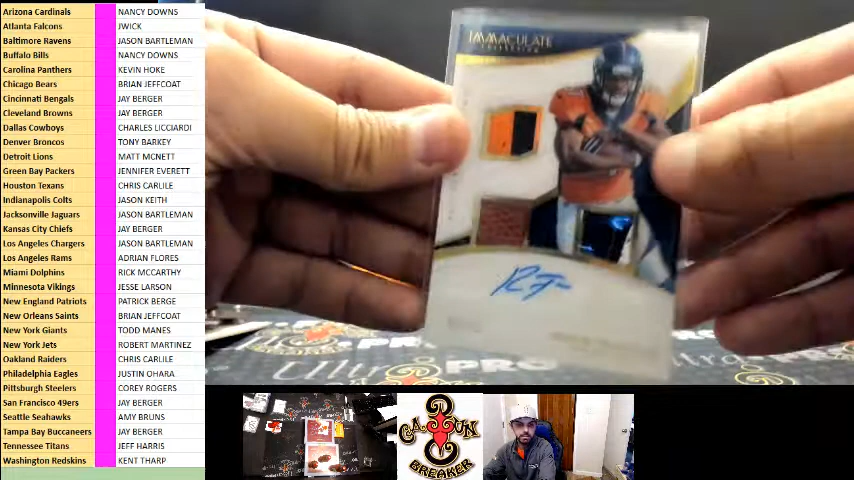 Arizona Cardinals NANCY DOWNS
Atlanta Falcons JWICK
Baltimore Ravens JASON BARTLEMAN
Buffalo Bills NANCY DOWNS
Carolina Panthers KEVIN HOKE
Chicago Bears BRIAN JEFFCOAT
Cincinnati Bengals JAY BERGER
Cleveland Browns JAY BERGER
Dallas Cowboys CHARLES LICCIARDI
Denver Broncos TONY BARKEY
Detroit Lions MATT MCNETT
Green Bay Packers JENNIFER EVERETT
Houston Texans CHRIS CARLILE
Indianapolis Colts JASON KEITH
Jacksonville Jaguars JASON BARTLEMAN
Kansas City Chiefs JAY BERGER
Los Angeles Chargers JASON BARTLEMAN
Los Angeles Rams ADRIAN FLORES
Miami Dolphins RICK MCCARTHY
Minnesota Vikings JESSE LARSON
New England Patriots PATRICK BERGE
New Orleans Saints BRIAN JEFFCOAT
New York Giants TODD MANES
New York Jets ROBERT MARTINEZ
Oakland Raiders CHRIS CARLILE
Philadelphia Eagles JUSTIN OHARA
Pittsburgh Steelers COREY ROGERS
San Francisco 49ers JAY BERGER
Seattle Seahawks AMY BRUNS
Tampa Bay Buccaneers JAY BERGER
Tennessee Titans JEFF HARRIS
Washington Redskins KENT THARP
IMMACULATE
COLLECTION
Ultra PRO
PRO
CAJUN
BREAKER